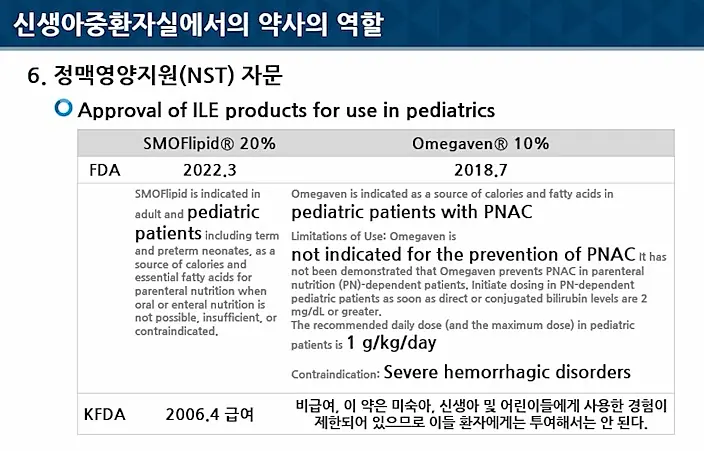 신생아중환자실에서의 약사의 역할
6. 정맥영양지원(NST) 자문
Approval of ILE products for use in pediatrics
SMOFlipid® 20%
Omegaven® 10%
FDA
2022.3
2018.7
SMOFlipid is indicated in
adult and pediatric
patients including term
and preterm neonates, as a
source of calories and
essential fatty acids for
parenteral nutrition when
oral or enteral nutrition is
not possible, insufficient, or
contraindicated.
Omegaven is indicated as a source of calories and fatty acids in
pediatric patients with PNAC
Limitations of Use: Omegaven is
not indicated for the prevention of PNAC It has
not been demonstrated that Omegaven prevents PNAC in parenteral
nutrition (PN)-dependent patients. Initiate dosing in PN-dependent
pediatric patients as soon as direct or conjugated bilirubin levels are 2
mg/dL or greater.
The recommended daily dose (and the maximum dose) in pediatric
patients is 1 g/kg/day
Contraindication: Severe hemorrhagic disorders
KFDA
2006.4 급여
비급여, 이 약은 미숙아, 신생아 및 어린이들에게 사용한 경험이
제한되어 있으므로 이들 환자에게는 투여해서는 안 된다.